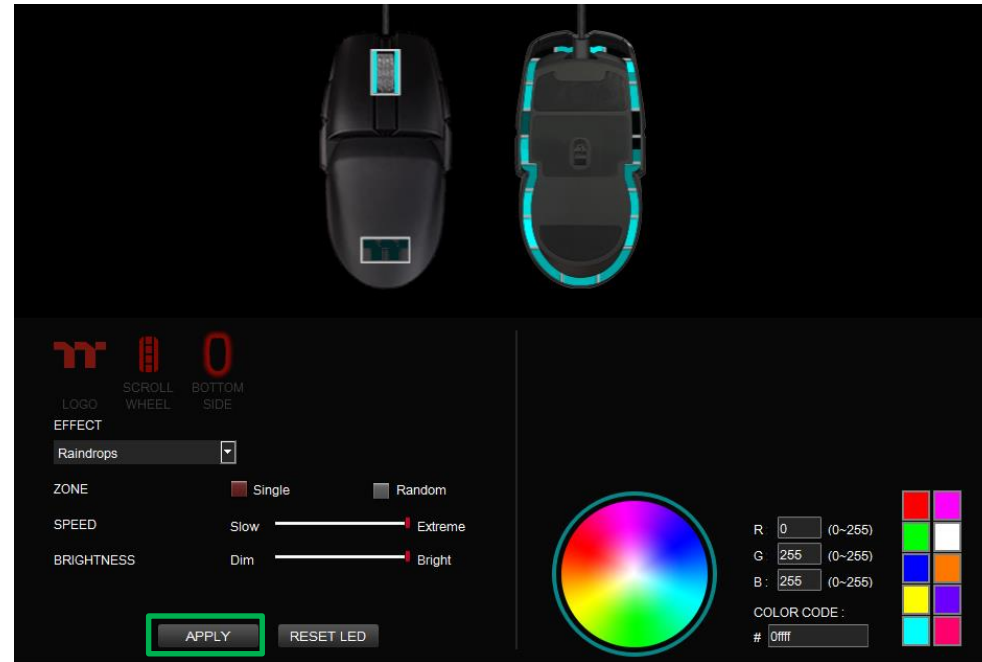 SCROLL BOTTOM
LOGO WHEEL SIDE
EFFECT
Raindrops
ZONE Single Random
SPEED Slow Extreme
BRIGHTNESS Dim Bright
APPLY RESET LED
R 0 (0~255)
G 255 (0~255)
B : 255 (0~255)
COLOR CODE :
# 0ffff